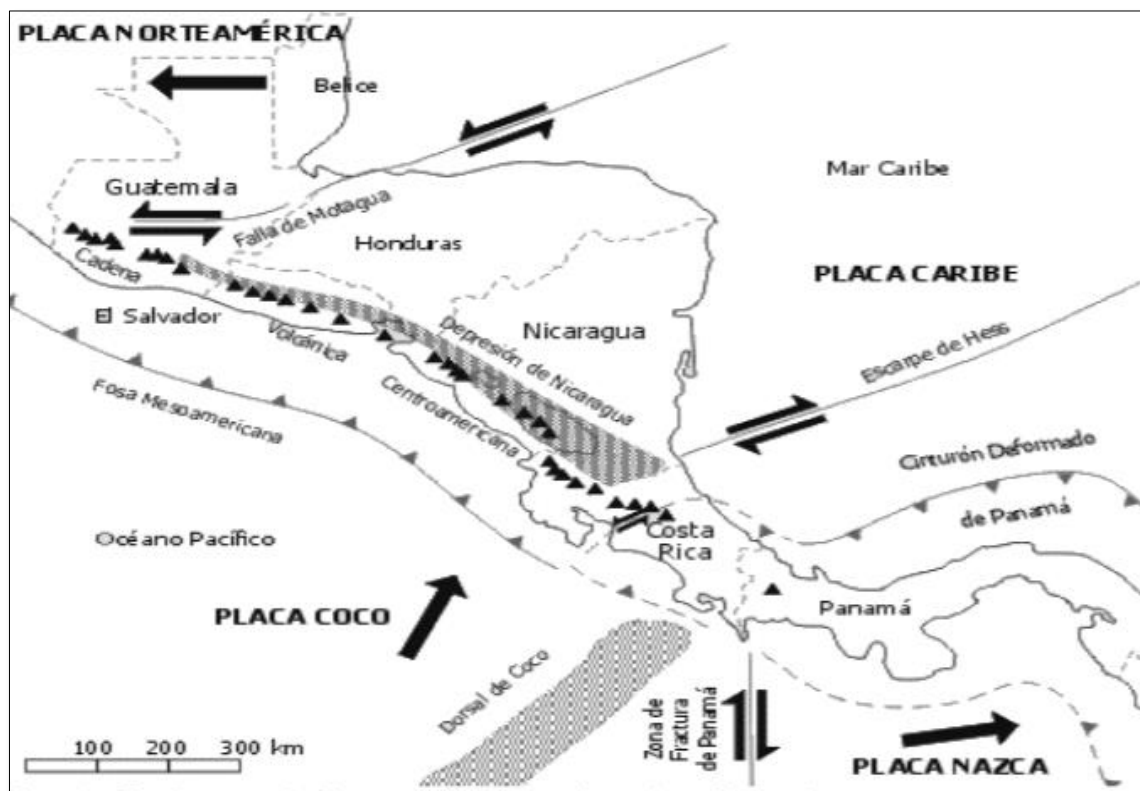 PLACA NORTEAMÉRICA
Belice
Mar Caribe
Guatemala
Falla de Motagua
Honduras
PLACA CARIBE
Cadena
El Salvador
Volcánica
Depresión de Nicaragua
Nicaragua
Escarpe de Hess
Fosa Mesoamericana
Centroamericana
Cinturón Deformado
de Panamá
Océano Pacífico
Costa
Rica
PLACA COCO
Panamá
Dorsal de Coco
Zona de
Fractura
de Panamá
100 200 300 km
PLACA NAZCA